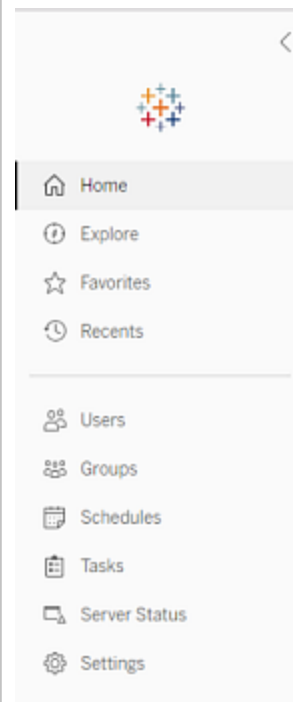 Home
Explore
Favorites
Recents
Users
Groups
Schedules
Tasks
Server Status
Settings